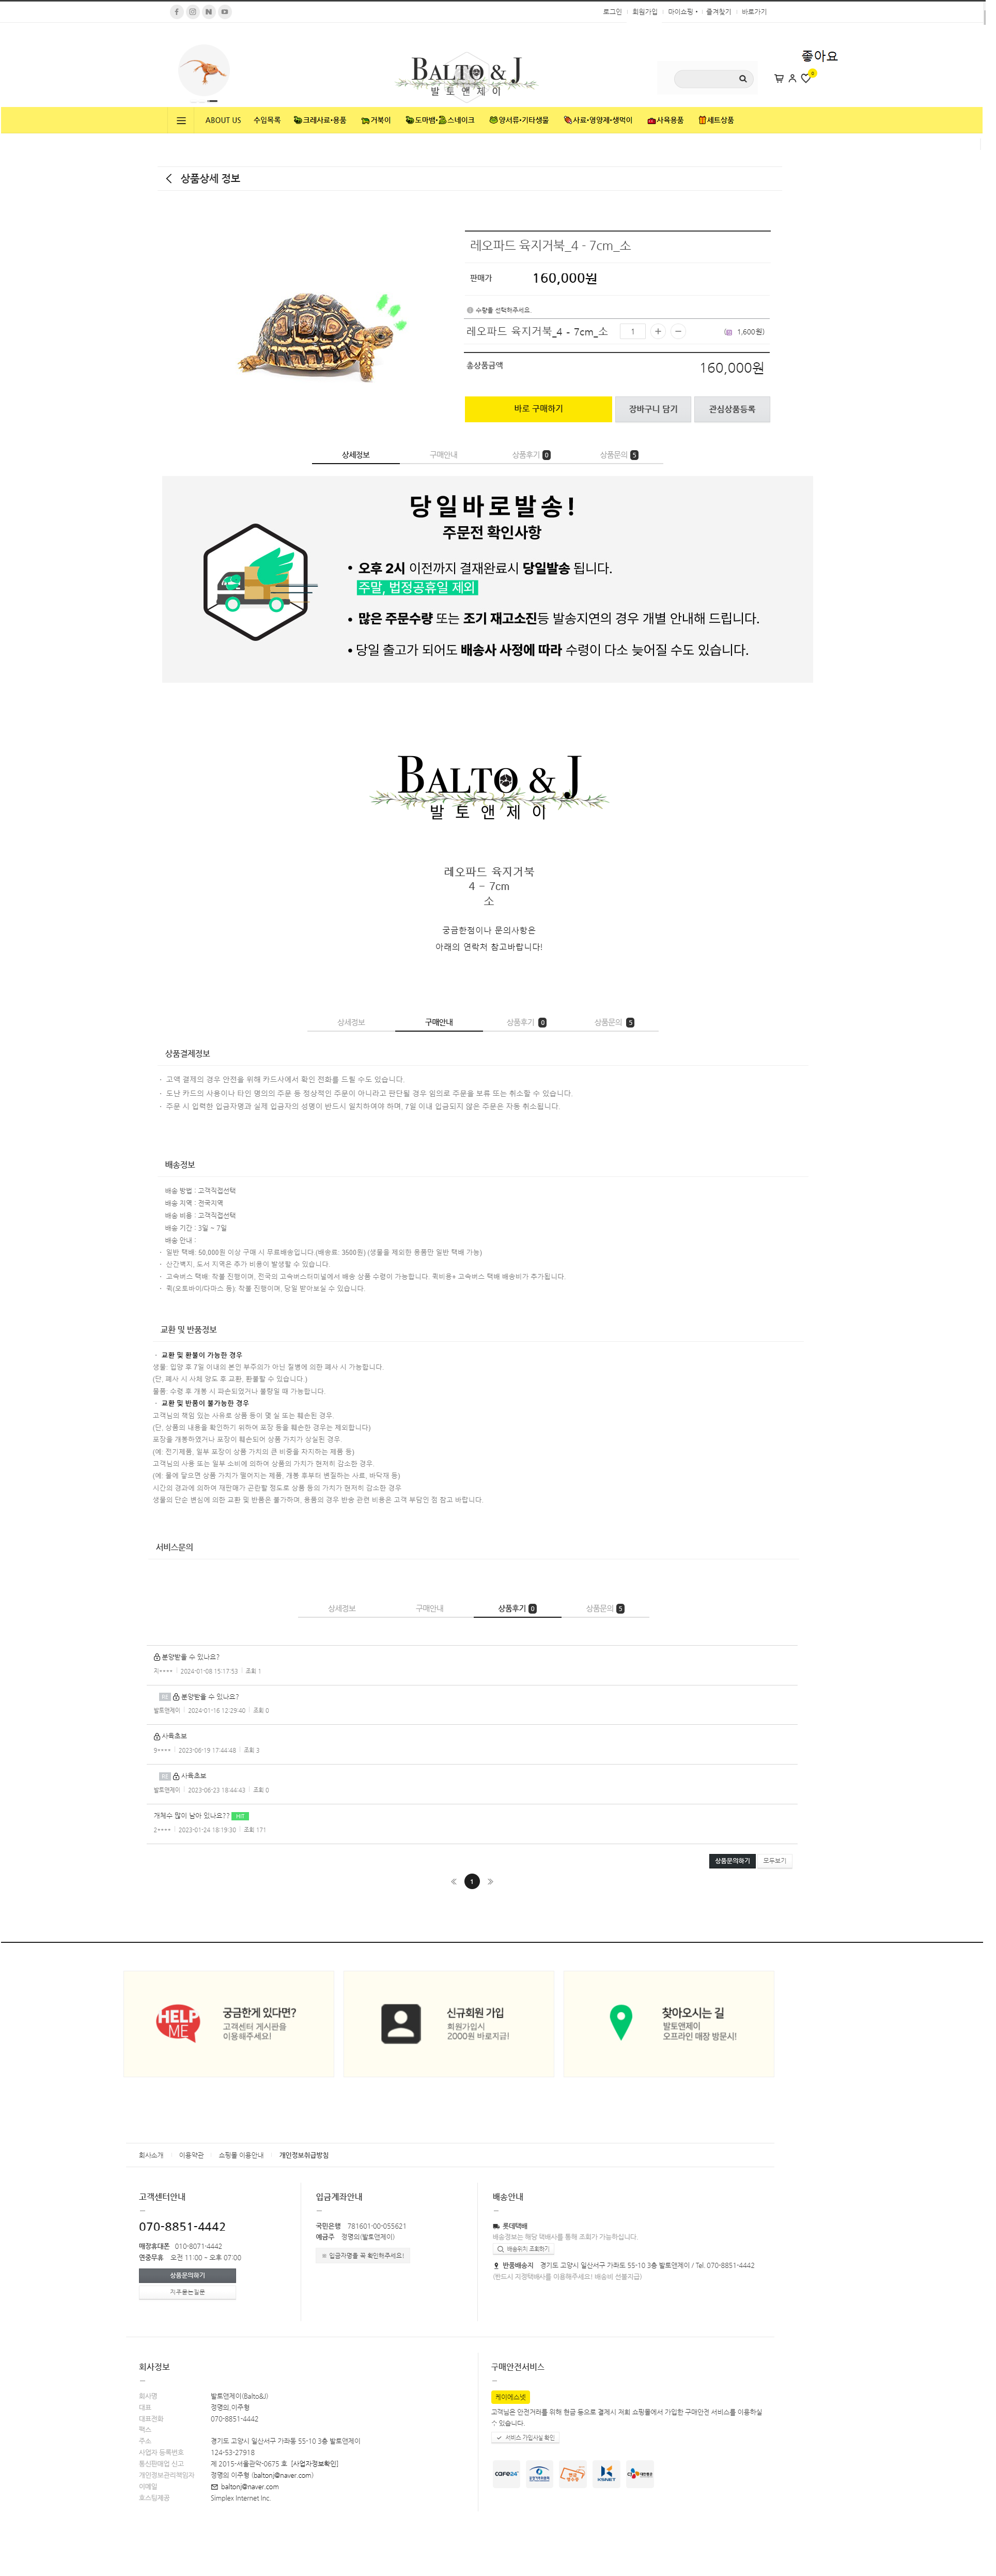 로그인 회원가입 마이쇼핑 즐겨찾기 바로가기
좋아요
BALTO & J
발토앤제이
0
ABOUT US 수입목록 크레사료•용품 거북이 도마뱀•스네이크 양서류•기타생물 사료•영양제•생먹이 사육용품 세트상품
상품상세 정보
레오파드 육지거북_4 - 7cm_소
판매가 160,000원
수량을 선택하주세요.
레오파드 육지거북_4 - 7cm_소 1 1,600원)
총상품금액 160,000원
바로 구매하기 장바구니 담기 관심상품등록
상세정보 구매안내 상품후기 0 상품문의 5
당일바로발송!
주문전 확인사항
• 오후 2시 이전까지 결재완료시 당일발송 됩니다.
주말, 법정공휴일 제외
• 많은 주문수량 또는 조기 재고소진등 발송지연의 경우 개별 안내해 드립니다.
• 당일 출고가 되어도 배송사 사정에 따라 수령이 다소 늦어질 수도 있습니다.
BALTO & J
발토앤제이
레오파드 육지거북
4 - 7cm
소
궁금한점이나 문의사항은
아래의 연락처 참고바랍니다!
상세정보 구매안내 상품후기 0 상품문의 5
상품결제정보
· 고액 결제의 경우 안전을 위해 카드사에서 확인 전화를 드릴 수도 있습니다.
· 도난 카드의 사용이나 타인 명의의 주문 등 정상적인 주문이 아니라고 판단될 경우 임의로 주문을 보류 또는 취소할 수 있습니다.
· 주문 시 입력한 입금자명과 실제 입금자의 성명이 반드시 일치하여야 하며, 7일 이내 입금되지 않은 주문은 자동 취소됩니다.
배송정보
배송 방법 : 고객직접선택
배송 지역 : 전국지역
배송 비용 : 고객직접선택
배송 기간 : 3일 ~ 7일
배송 안내 :
· 일반 택배: 50,000원 이상 구매 시 무료배송입니다.(배송료: 3500원) (생물을 제외한 용품만 일반 택배 가능)
· 산간벽지, 도서 지역은 추가 비용이 발생할 수 있습니다.
· 고속버스 택배: 착불 진행이며, 전국의 고속버스터미널에서 배송 상품 수령이 가능합니다. 퀵비용+ 고속버스 택배 배송비가 추가됩니다.
· 퀵(오토바이/다마스 등): 착불 진행이며, 당일 받아보실 수 있습니다.
교환 및 반품정보
· 교환 및 환불이 가능한 경우
생물: 입양 후 7일 이내의 본인 부주의가 아닌 질병에 의한 폐사 시 가능합니다.
(단, 폐사 시 사체 양도 후 교환, 환불할 수 있습니다.)
물품: 수령 후 개봉 시 파손되었거나 불량일 때 가능합니다.
· 교환 및 반품이 불가능한 경우
고객님의 책임 있는 사유로 상품 등이 멸 실 또는 훼손된 경우.
(단, 상품의 내용을 확인하기 위하여 포장 등을 훼손한 경우는 제외합니다)
포장을 개봉하였거나 포장이 훼손되어 상품 가치가 상실된 경우.
(예: 전기제품, 일부 포장이 상품 가치의 큰 비중을 차지하는 제품 등)
고객님의 사용 또는 일부 소비에 의하여 상품의 가치가 현저히 감소한 경우.
(예: 물에 닿으면 상품 가치가 떨어지는 제품, 개봉 후부터 변질하는 사료, 바닥재 등)
시간의 경과에 의하여 재판매가 곤란할 정도로 상품 등의 가치가 현저히 감소한 경우
생물의 단순 변심에 의한 교환 및 반품은 불가하며, 용품의 경우 반송 관련 비용은 고객 부담인 점 참고 바랍니다.
서비스문의
상세정보 구매안내 상품후기 0 상품문의 5
분양받을 수 있나요?
지**** 2024-01-08 15:17:53 조회 1
RE 분양받을 수 있나요?
발토앤제이 2024-01-16 12:29:40 조회 0
사육초보
9**** 2023-06-19 17:44:48 조회 3
RE 사육초보
발토앤제이 2023-06-23 18:44:43 조회 0
개체수 많이 남아 있나요?? HIT
2**** 2023-01-24 18:19:30 조회 171
상품문의하기 모두보기
1
HELP ME
궁금한게 있다면?
고객센터 게시판을
이용해주세요!
신규회원 가입
회원가입시
2000원 바로지급!
찾아오시는 길
발토앤제이
오프라인 매장 방문시!
회사소개 이용약관 쇼핑몰 이용안내 개인정보취급방침
고객센터안내
070-8851-4442
매장휴대폰 010-8071-4442
연중무휴 오전 11:00 ~ 오후 07:00
상품문의하기
자주묻는질문
입금계좌안내
국민은행 781601-00-055621
예금주 정명의(발토앤제이)
※ 입금자명을 꼭 확인해주세요!
배송안내
롯데택배
배송정보는 해당 택배사를 통해 조회가 가능하십니다.
배송위치 조회하기
반품배송지 경기도 고양시 일산서구 가좌도 55-10 3층 발토앤제이 / Tel. 070-8851-4442
(반드시 지정택배사를 이용해주세요! 배송비 선불지급)
회사정보
회사명 발토앤제이(Balto&J)
대표 정명의,이주형
대표전화 070-8851-4442
팩스
주소 경기도 고양시 일산서구 가좌동 55-10 3층 발토앤제이
사업자 등록번호 124-53-27918
통신판매업 신고 제 2015-서울관악-0675 호 [사업자정보확인]
개인정보관리책임자 정명의 이주형 (baltonj@naver.com)
이메일 baltonj@naver.com
호스팅제공 Simplex Internet Inc.
구매안전서비스
케이에스넷
고객님은 안전거래를 위해 현금 등으로 결제시 저희 쇼핑몰에서 가입한 구매안전 서비스를 이용하실
수 있습니다.
서비스 가입사실 확인
cafe24
KSNET